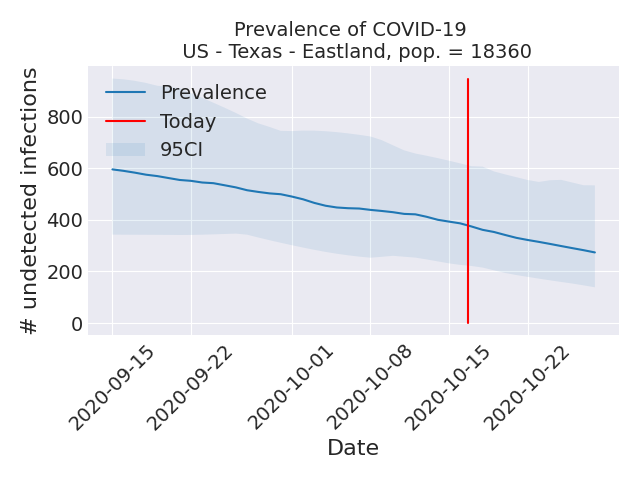 Prevalence of COVID-19
US - Texas - Eastland, pop. = 18360
# undetected infections
800
600
400
200
0
Prevalence
Today
95CI
2020-09-15
2020-09-22
2020-10-01
2020-10-08
2020-10-15
2020-10-22
Date